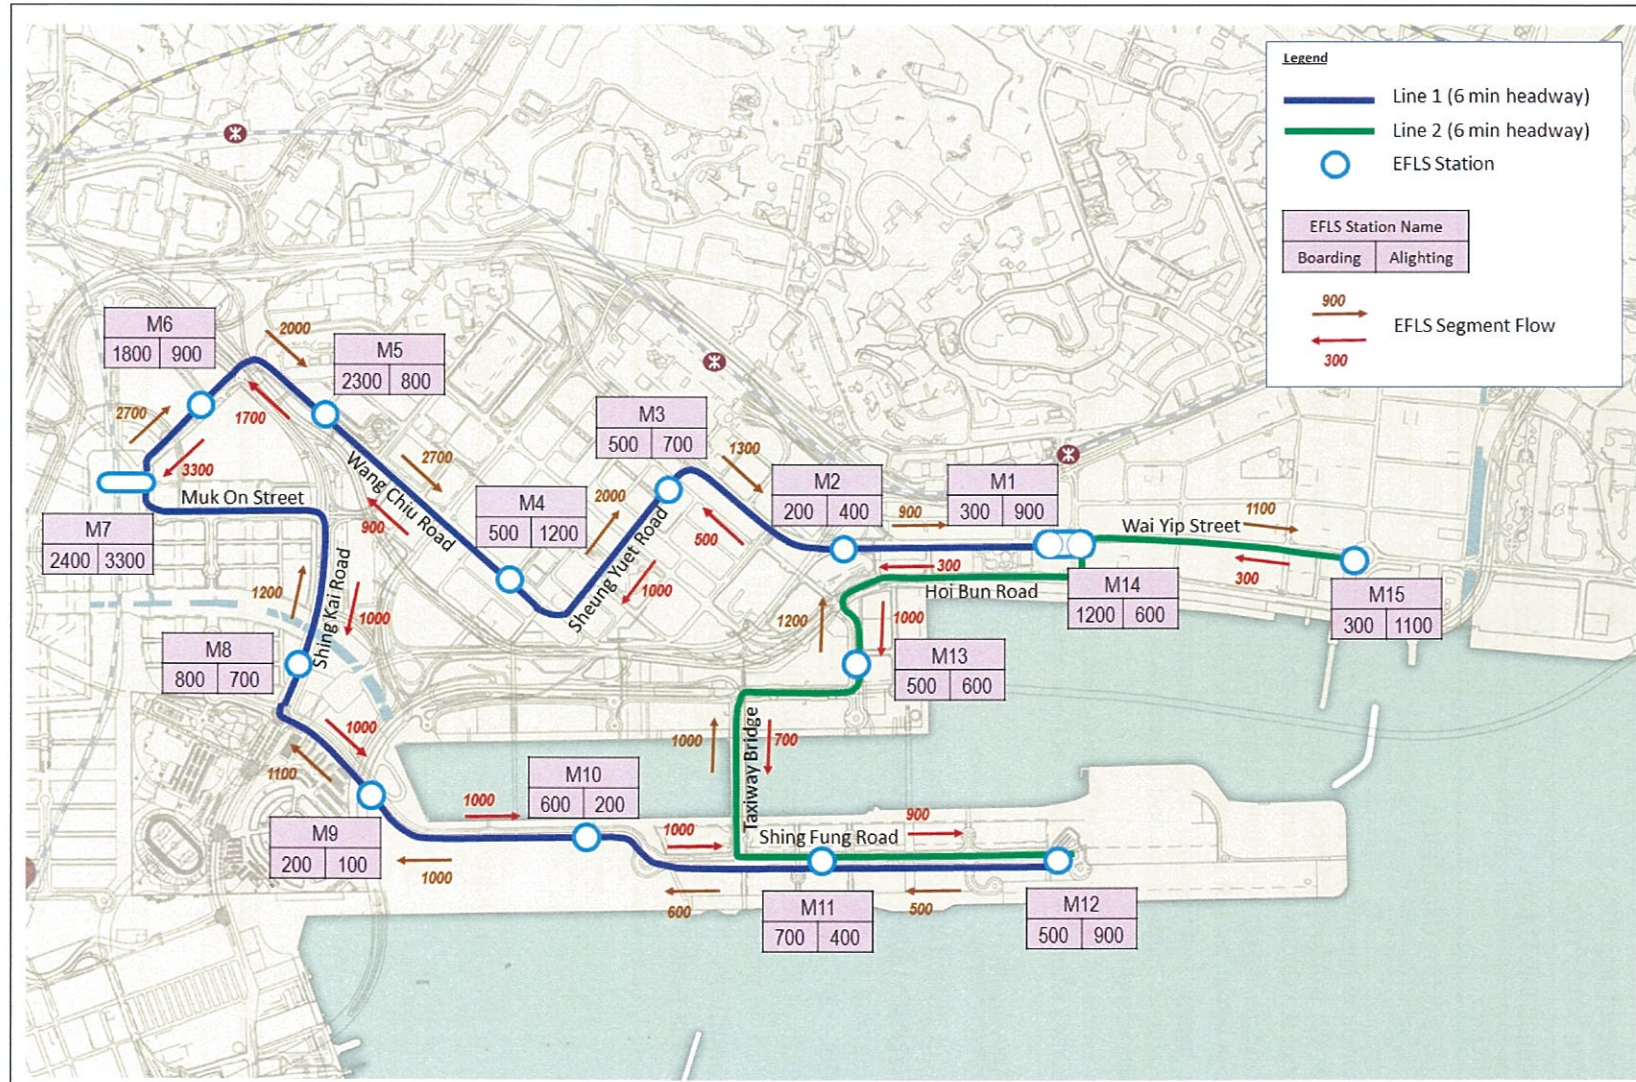 Legend
Line 1 (6 min headway)
Line 2 (6 min headway)
EFLS Station
EFLS Station Name
Boarding Alighting
900
EFLS Segment Flow
300
M6
1800 900
2000
M5
2300 800
2700
1700
3300
M7
2400 3300
Muk On Street
Wang Chiu Road
2700
900
M4
500 1200
2000
Sheung Yuet Road
1000
M3
500 700
1300
500
M2
200 400
900
300
M1
300 900
Wai Yip Street
1100
300
Hoi Bun Road
M14
1200 600
M15
300 1100
1200
Shing Kai Road
1000
M8
800 700
1200
1000
M13
500 600
1000
1100
1000
Taxiway Bridge
700
M10
600 200
1000
1000
Shing Fung Road
900
M9
200 100
1000
600
500
M11
700 400
M12
500 900